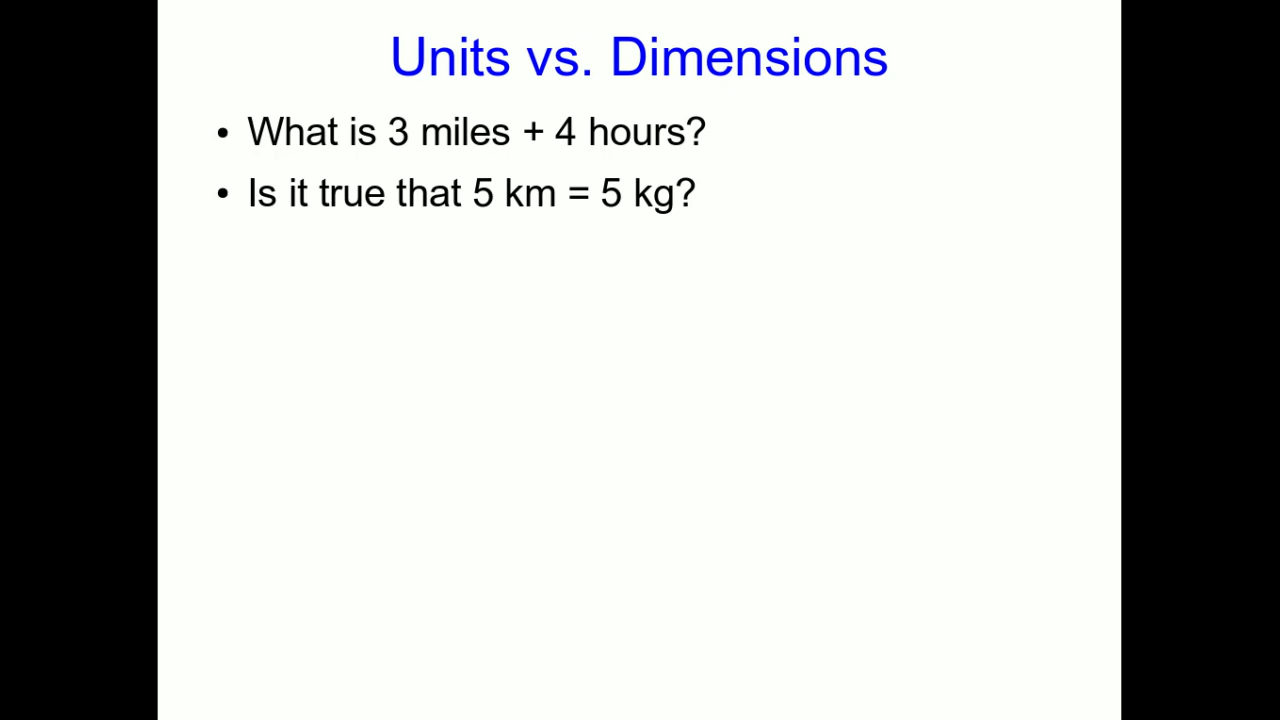 Units vs. Dimensions
• What is 3 miles + 4 hours?
• Is it true that 5 km = 5 kg?